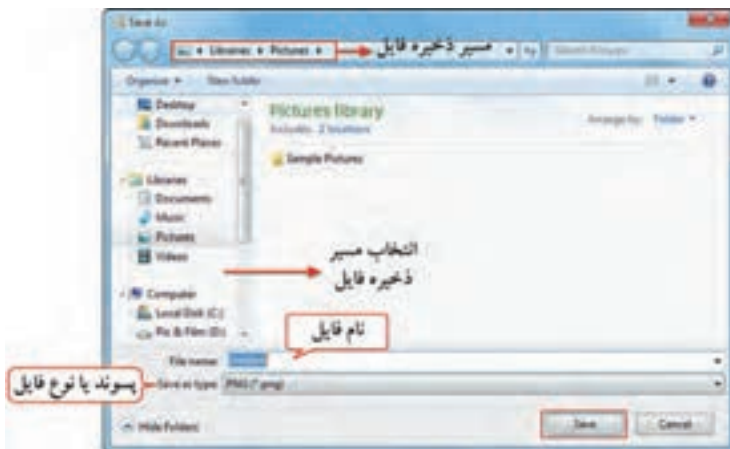 Save As
Libraries ▸ Pictures ▸
مسیر ذخیره فایل
Organize
New folder
Desktop
Downloads
Recent Places
Libraries
Documents
Music
Pictures
Videos
Computer
Local Disk (C:)
Pic & Film (D:)
Pictures library
Includes: 2 locations
Arrange by: Folder
Sample Pictures
انتخاب مسیر
ذخیره فایل
نام فایل
File name:
پسوند یا نوع فایل
Save as type: PNG (*.png)
Hide Folders
Save
Cancel